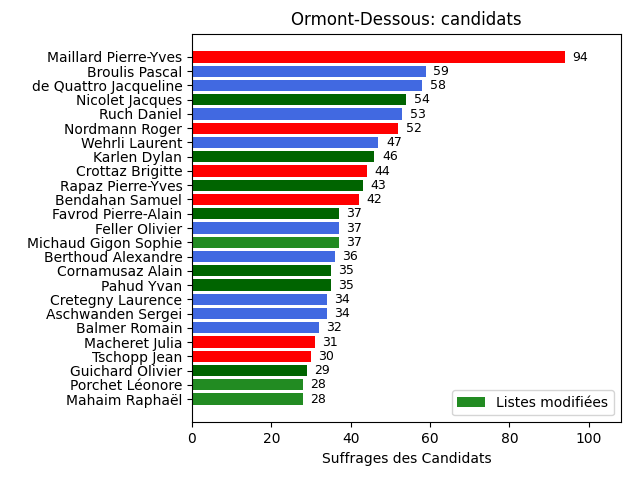 Ormont-Dessous: candidats
Maillard Pierre-Yves 94
Broulis Pascal 59
de Quattro Jacqueline 58
Nicolet Jacques 54
Ruch Daniel 53
Nordmann Roger 52
Wehrli Laurent 47
Karlen Dylan 46
Crottaz Brigitte 44
Rapaz Pierre-Yves 43
Bendahan Samuel 42
Favrod Pierre-Alain 37
Feller Olivier 37
Michaud Gigon Sophie 37
Berthoud Alexandre 36
Cornamusaz Alain 35
Pahud Yvan 35
Cretegny Laurence 34
Aschwanden Sergei 34
Balmer Romain 32
Macheret Julia 31
Tschopp Jean 30
Guichard Olivier 29
Porchet Léonore 28
Mahaim Raphaël 28
Listes modifiées
0 20 40 60 80 100
Suffrages des Candidats